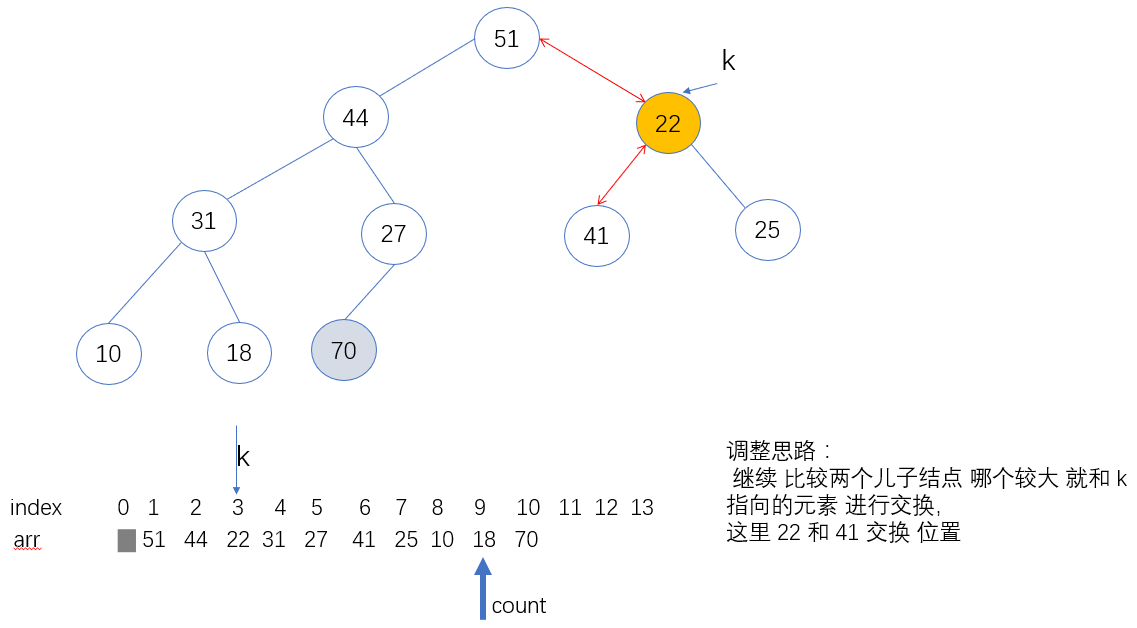 51
k
44
22
31
27
41
25
10
18
70
k
index 0 1 2 3 4 5 6 7 8 9 10 11 12 13
arr 51 44 22 31 27 41 25 10 18 70
count
调整思路：
继续 比较两个儿子结点 哪个较大 就和 k
指向的元素 进行交换,
这里 22 和 41 交换 位置